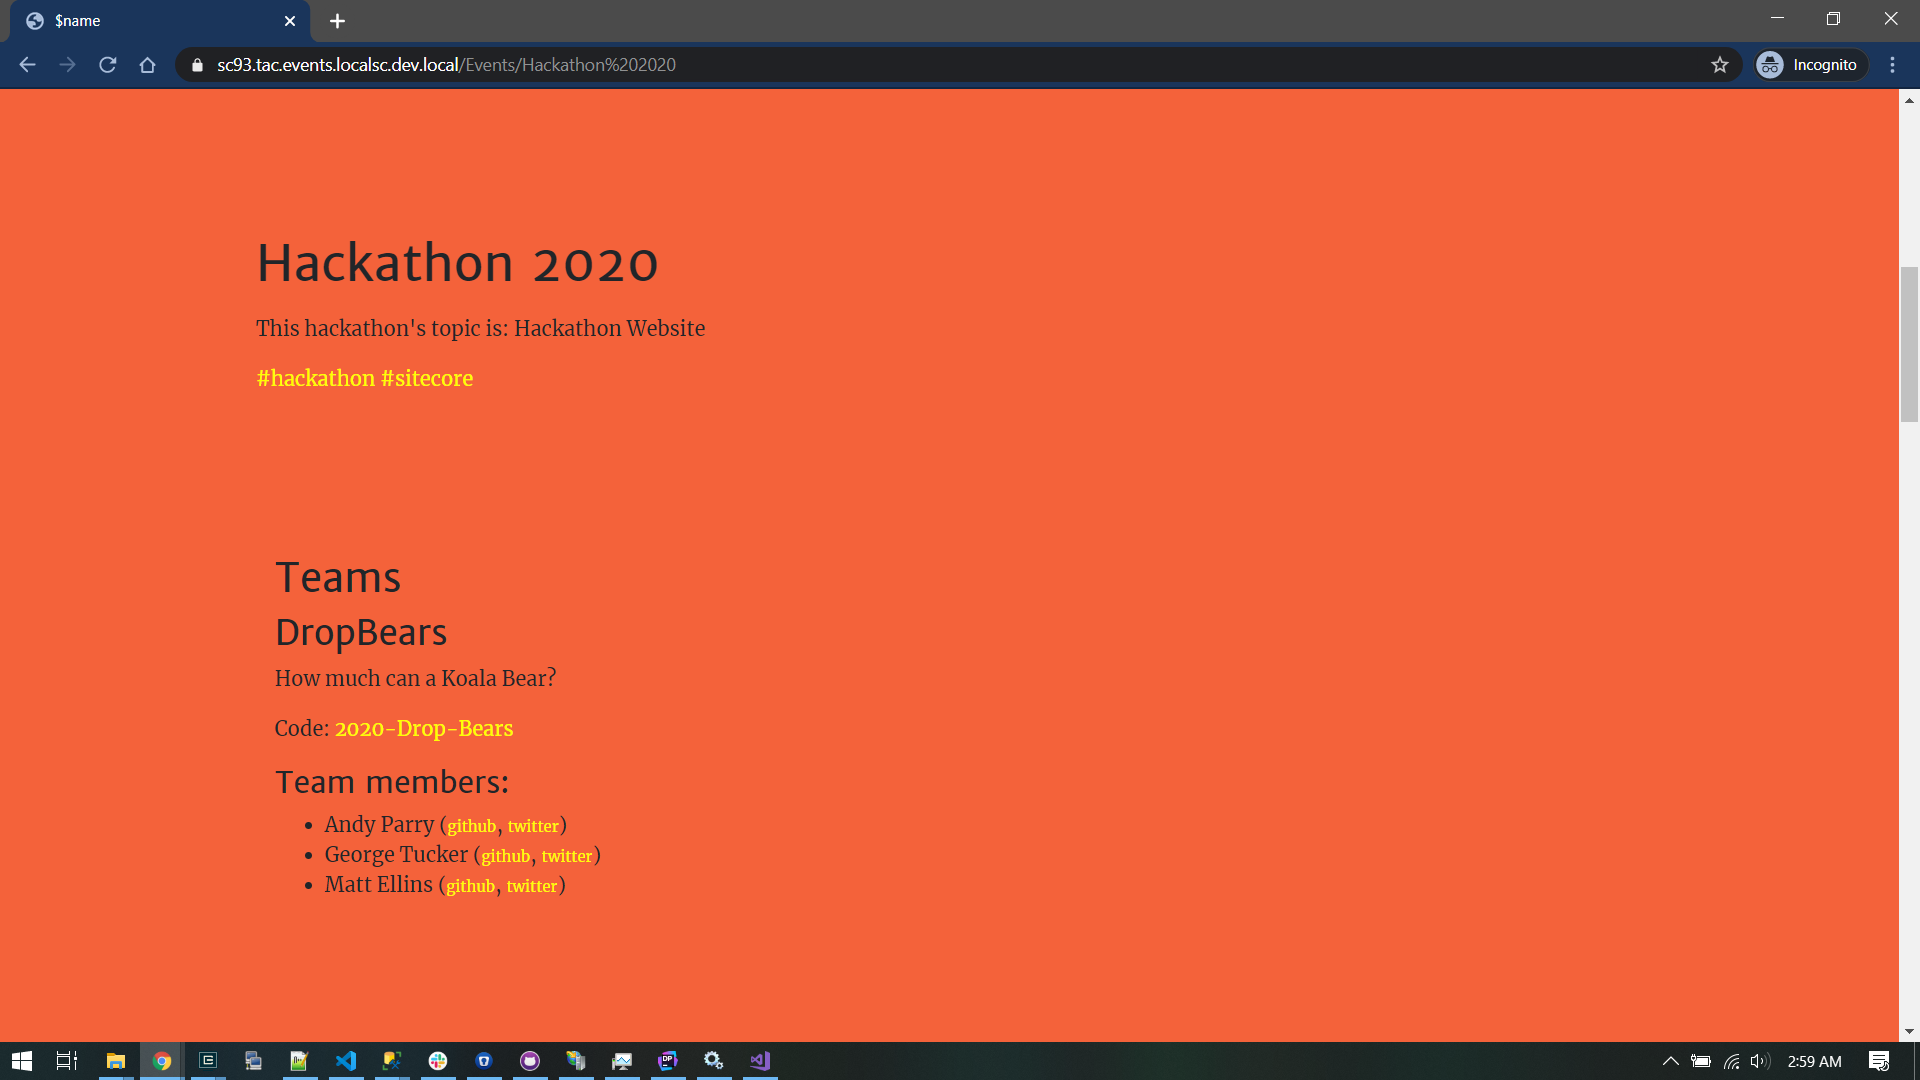 $name
sc93.tac.events.localsc.dev.local/Events/Hackathon%202020
Incognito
Hackathon 2020
This hackathon's topic is: Hackathon Website
#hackathon #sitecore
Teams
DropBears
How much can a Koala Bear?
Code: 2020-Drop-Bears
Team members:
• Andy Parry (github, twitter)
• George Tucker (github, twitter)
• Matt Ellins (github, twitter)
DP
2:59 AM